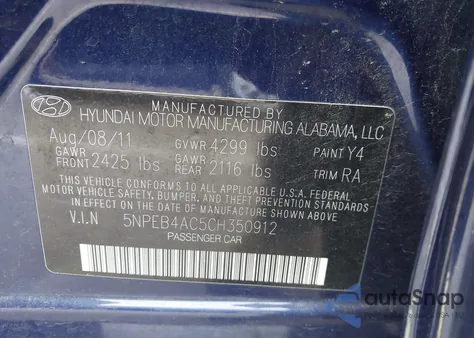 MANUFACTURED BY
HYUNDAI MOTOR MANUFACTURING ALABAMA, LLC
Aug/08/11 GVWR 4299 lbs PAINT Y4
GAWR FRONT 2425 lbs GAWR REAR 2116 lbs TRIM RA
THIS VEHICLE CONFORMS TO ALL APPLICABLE U.S.A. FEDERAL
MOTOR VEHICLE SAFETY, BUMPER, AND THEFT PREVENTION STANDARDS
IN EFFECT ON THE DATE OF MANUFACTURE SHOWN ABOVE.
V.I.N 5NPEB4AC5CH350912
PASSENGER CAR
autoSnap